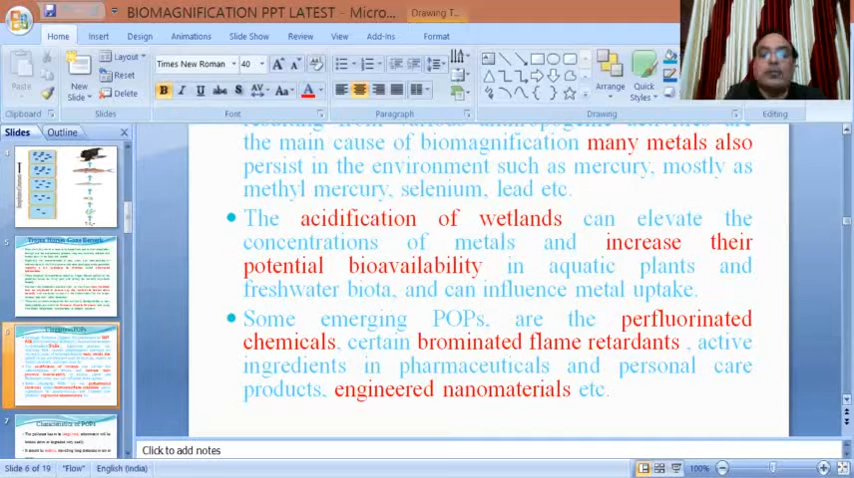 BIOMAGNIFICATION PPT LATEST - Micro...
Drawing T...
Home Insert Design Animations Slide Show Review View Add-Ins Format
Paste
Clipboard
New Slide
Layout
Reset
Delete
Slides
Times New Roman 40
Font
Paragraph
Arrange
Quick Styles
Drawing
Editing
Slides Outline
4
5
6
7
Characteristics of POPs
the main cause of biomagnification many metals also
persist in the environment such as mercury, mostly as
methyl mercury, selenium, lead etc.
The acidification of wetlands can elevate the
concentrations of metals and increase their
potential bioavailability in aquatic plants and
freshwater biota, and can influence metal uptake.
Some emerging POPs, are the perfluorinated
chemicals, certain brominated flame retardants , active
ingredients in pharmaceuticals and personal care
products, engineered nanomaterials etc.
Click to add notes
Slide 6 of 19 "Flow" English (India) 100%